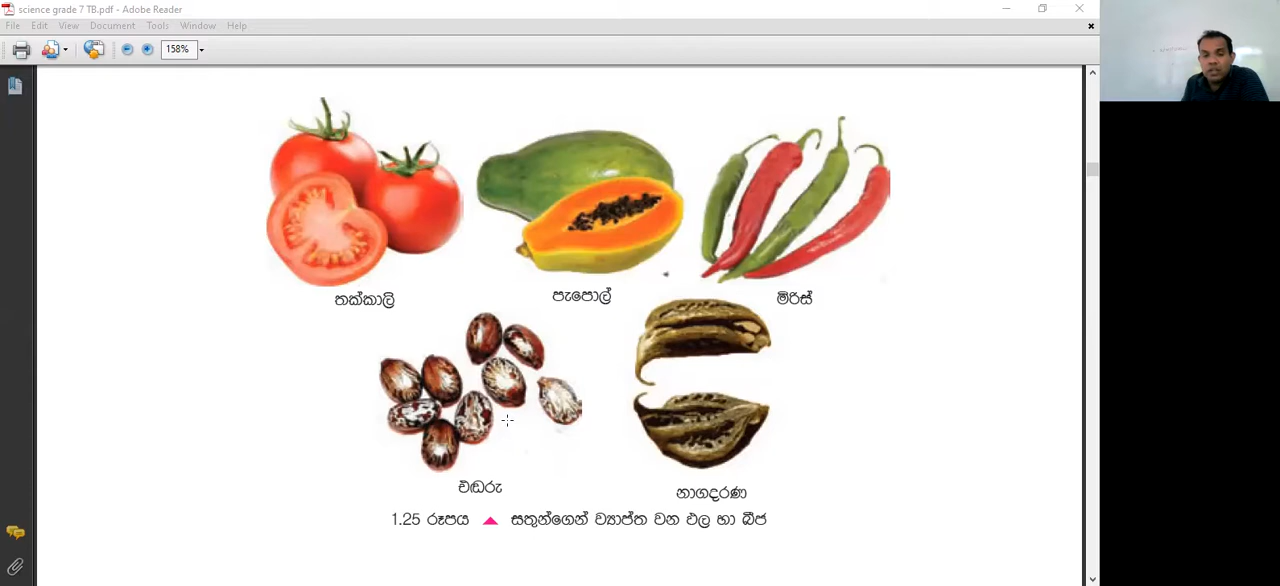 science grade 7 TB.pdf - Adobe Reader
File Edit View Document Tools Window Help
158%
තක්කාලි
පැපොල්
මිරිස්
එඬරු
නාගදරණ
1.25 රූපය ▲ සතුන්ගෙන් ව්‍යාප්ත වන ඵල හා බීජ